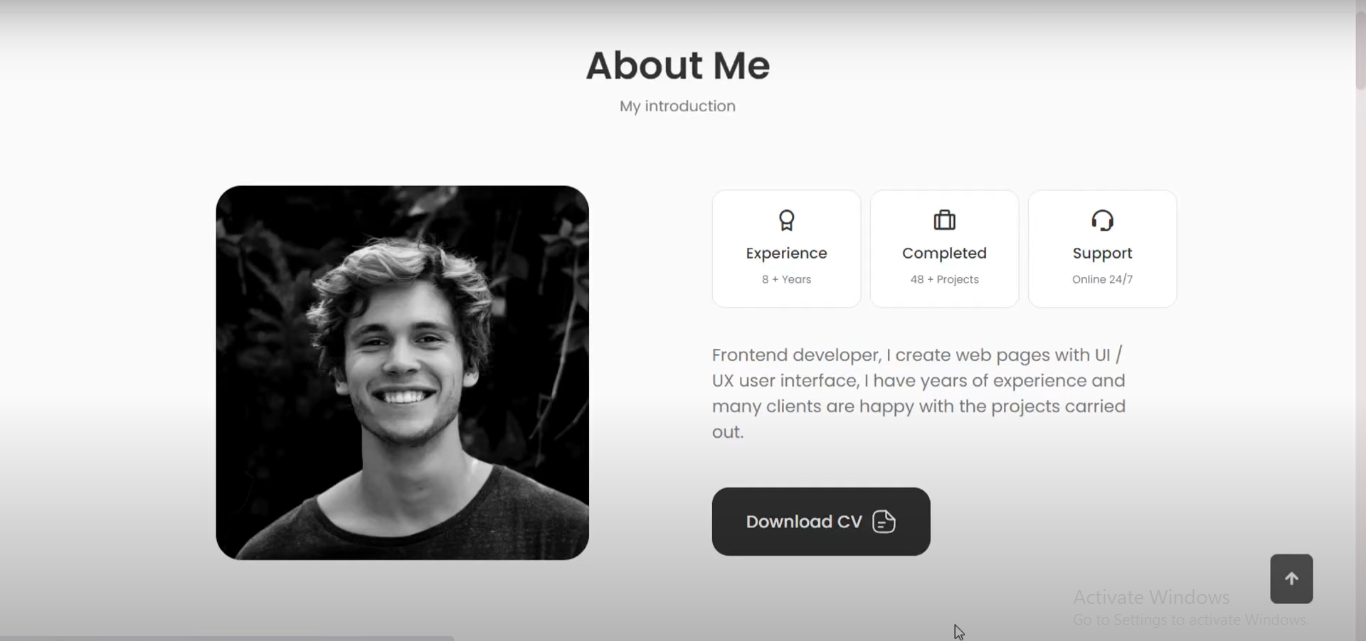 About Me
My introduction
Experience
8 + Years
Completed
48 + Projects
Support
Online 24/7
Frontend developer, I create web pages with UI /
UX user interface, I have years of experience and
many clients are happy with the projects carried
out.
Download CV
Activate Windows
Go to Settings to activate Windows.